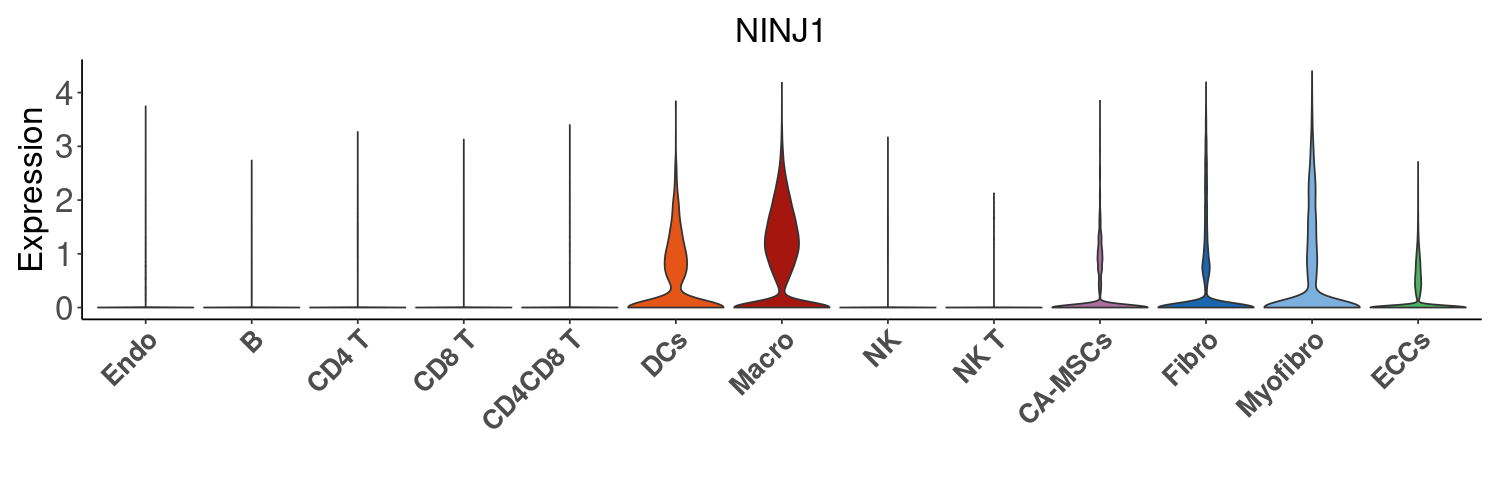 NINJ1
Expression
4
3
2
1
0
Endo
B
CD4 T
CD8 T
CD4CD8 T
DCs
Macro
NK
NK T
CA-MSCs
Fibro
Myofibro
ECCs